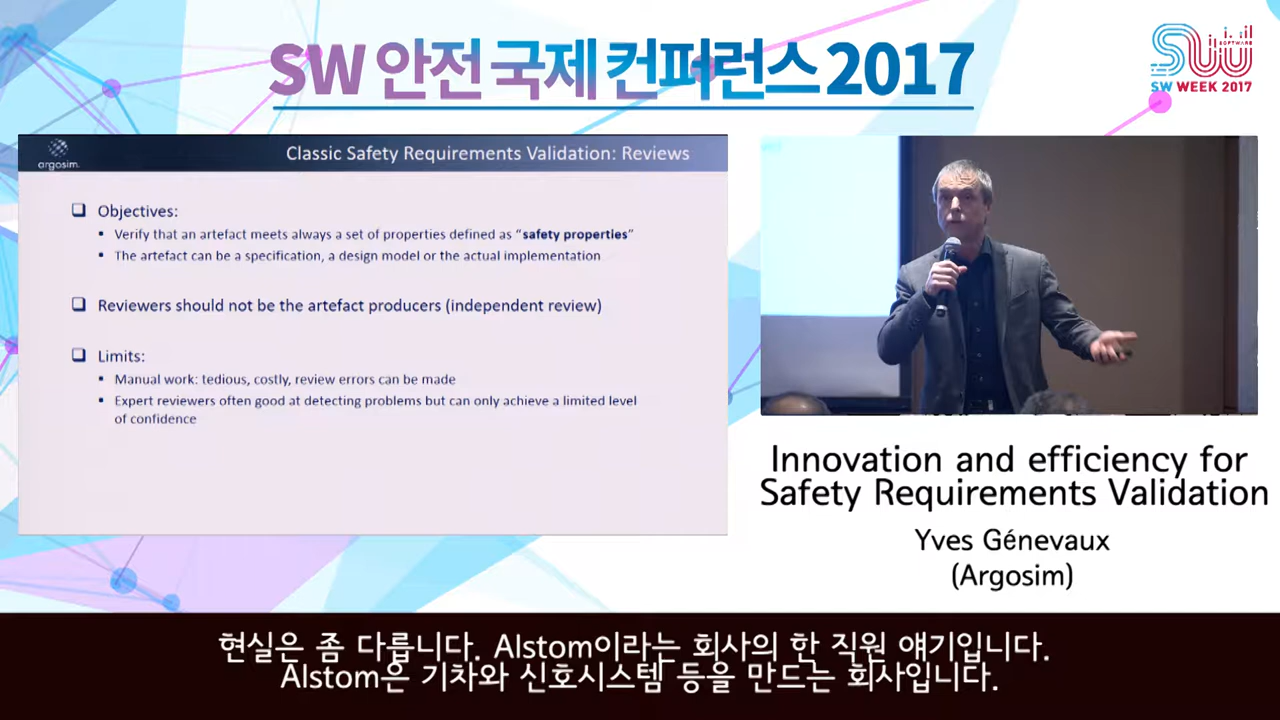 SW 안전 국제 컨퍼런스 2017
SOFTWARE
SW WEEK 2017
argosim
Classic Safety Requirements Validation: Reviews
❑ Objectives:
▪ Verify that an artefact meets always a set of properties defined as “safety properties”
▪ The artefact can be a specification, a design model or the actual implementation
❑ Reviewers should not be the artefact producers (independent review)
❑ Limits:
▪ Manual work: tedious, costly, review errors can be made
▪ Expert reviewers often good at detecting problems but can only achieve a limited level
of confidence
Innovation and efficiency for
Safety Requirements Validation
Yves Génevaux
(Argosim)
현실은 좀 다릅니다. Alstom이라는 회사의 한 직원 얘기입니다.
Alstom은 기차와 신호시스템 등을 만드는 회사입니다.